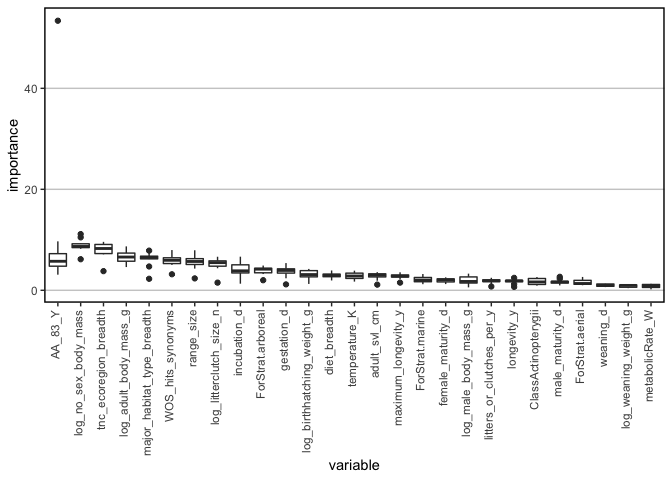 importance
40
20
0
AA_83_Y
log_no_sex_body_mass
tnc_ecoregion_breadth
log_adult_body_mass_g
major_habitat_type_breadth
WOS_hits_synonyms
range_size
log_litterclutch_size_n
incubation_d
ForStrat.arboreal
gestation_d
log_birthhatching_weight_g
diet_breadth
temperature_K
adult_svl_cm
maximum_longevity_y
ForStrat.marine
female_maturity_d
log_male_body_mass_g
litters_or_clutches_per_y
longevity_y
ClassActinopterygii
male_maturity_d
ForStrat.aerial
weaning_d
log_weaning_weight_g
metabolicRate_W
variable